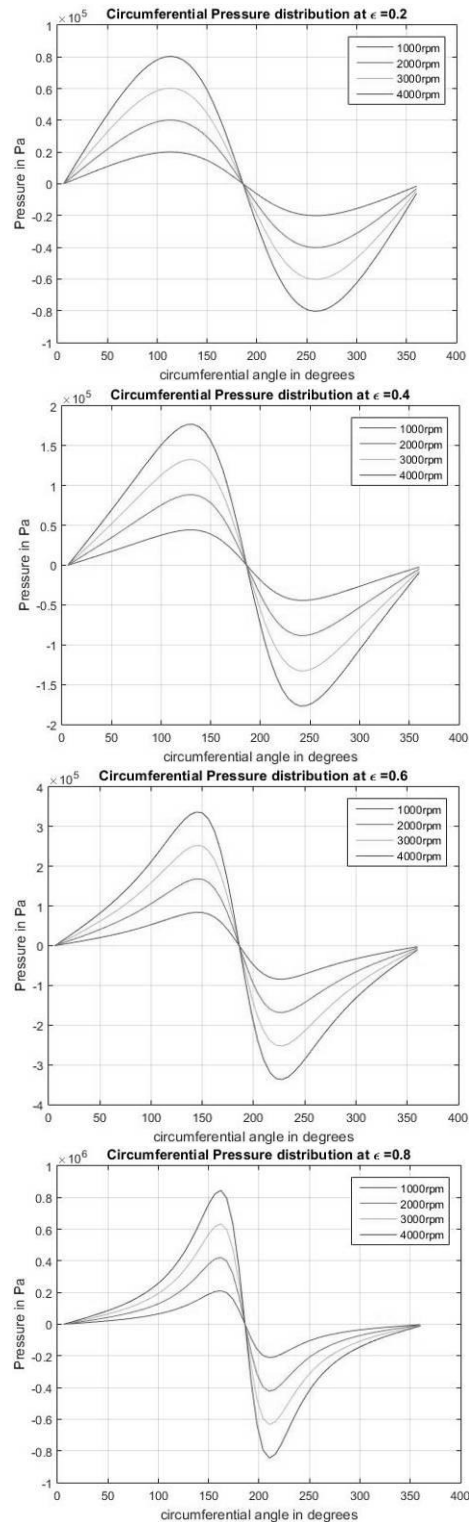 Circumferential Pressure distribution at ϵ =0.2
×10⁵
1
0.8
0.6
0.4
0.2
0
-0.2
-0.4
-0.6
-0.8
-1
Pressure in Pa
1000rpm
2000rpm
3000rpm
4000rpm
0 50 100 150 200 250 300 350 400
circumferential angle in degrees
Circumferential Pressure distribution at ϵ =0.4
×10⁵
2
1.5
1
0.5
0
-0.5
-1
-1.5
-2
Pressure in Pa
1000rpm
2000rpm
3000rpm
4000rpm
0 50 100 150 200 250 300 350 400
circumferential angle in degrees
Circumferential Pressure distribution at ϵ =0.6
×10⁵
4
3
2
1
0
-1
-2
-3
-4
Pressure in Pa
1000rpm
2000rpm
3000rpm
4000rpm
0 50 100 150 200 250 300 350 400
circumferential angle in degrees
Circumferential Pressure distribution at ϵ =0.8
×10⁶
1
0.8
0.6
0.4
0.2
0
-0.2
-0.4
-0.6
-0.8
-1
Pressure in Pa
1000rpm
2000rpm
3000rpm
4000rpm
0 50 100 150 200 250 300 350 400
circumferential angle in degrees